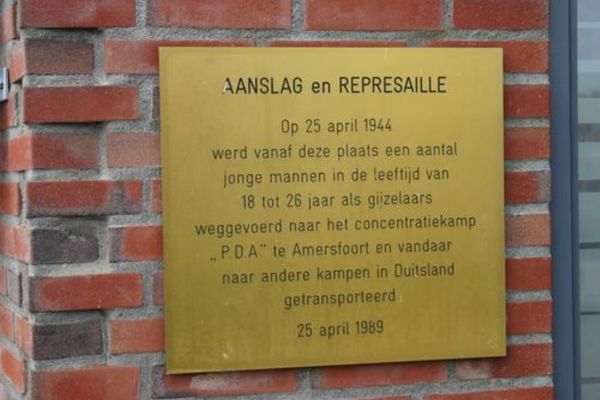 AANSLAG en REPRESAILLE
Op 25 april 1944
werd vanaf deze plaats een aantal
jonge mannen in de leeftijd van
18 tot 26 jaar als gijzelaars
weggevoerd naar het concentratiekamp
„P.D.A.” te Amersfoort en vandaar
naar andere kampen in Duitsland
getransporteerd
25 april 1989